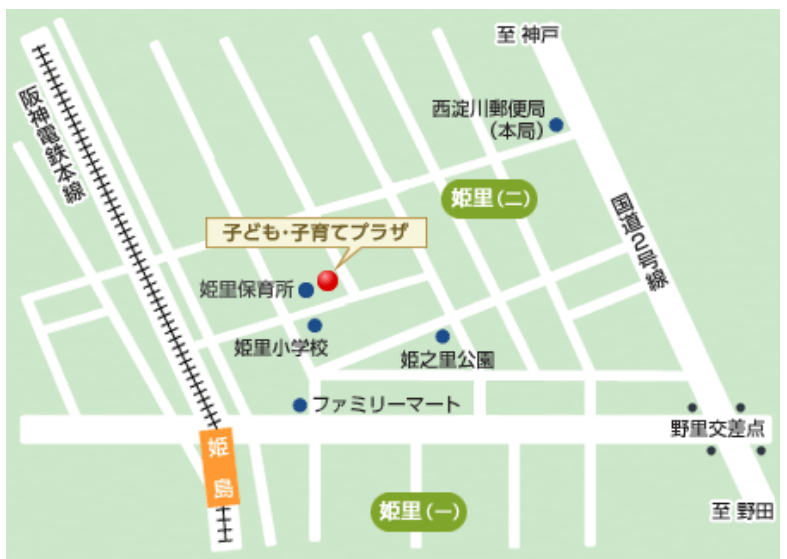 至 神戸
阪神電鉄本線
西淀川郵便局
(本局)
姫里(二)
国道2号線
子ども・子育てプラザ
姫里保育所
姫里小学校
姫之里公園
ファミリーマート
野里交差点
姫島
姫里(一)
至 野田